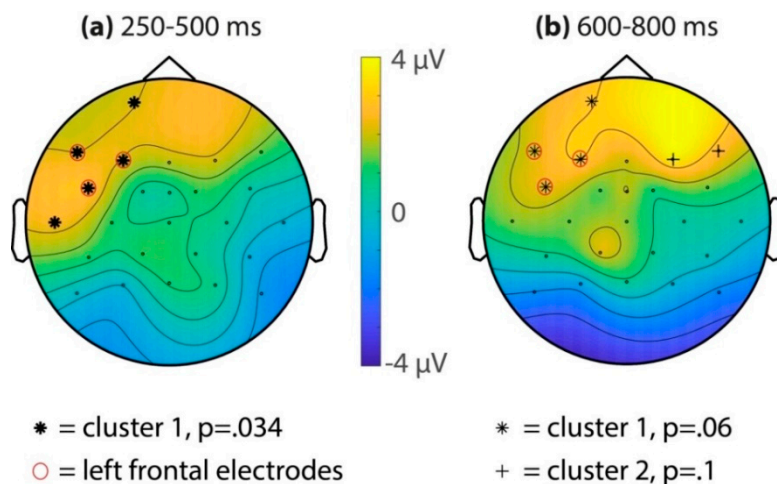 (a) 250-500 ms
(b) 600-800 ms
4 μV
0
-4 μV
* = cluster 1, p=.034
○ = left frontal electrodes
* = cluster 1, p=.06
+ = cluster 2, p=.1